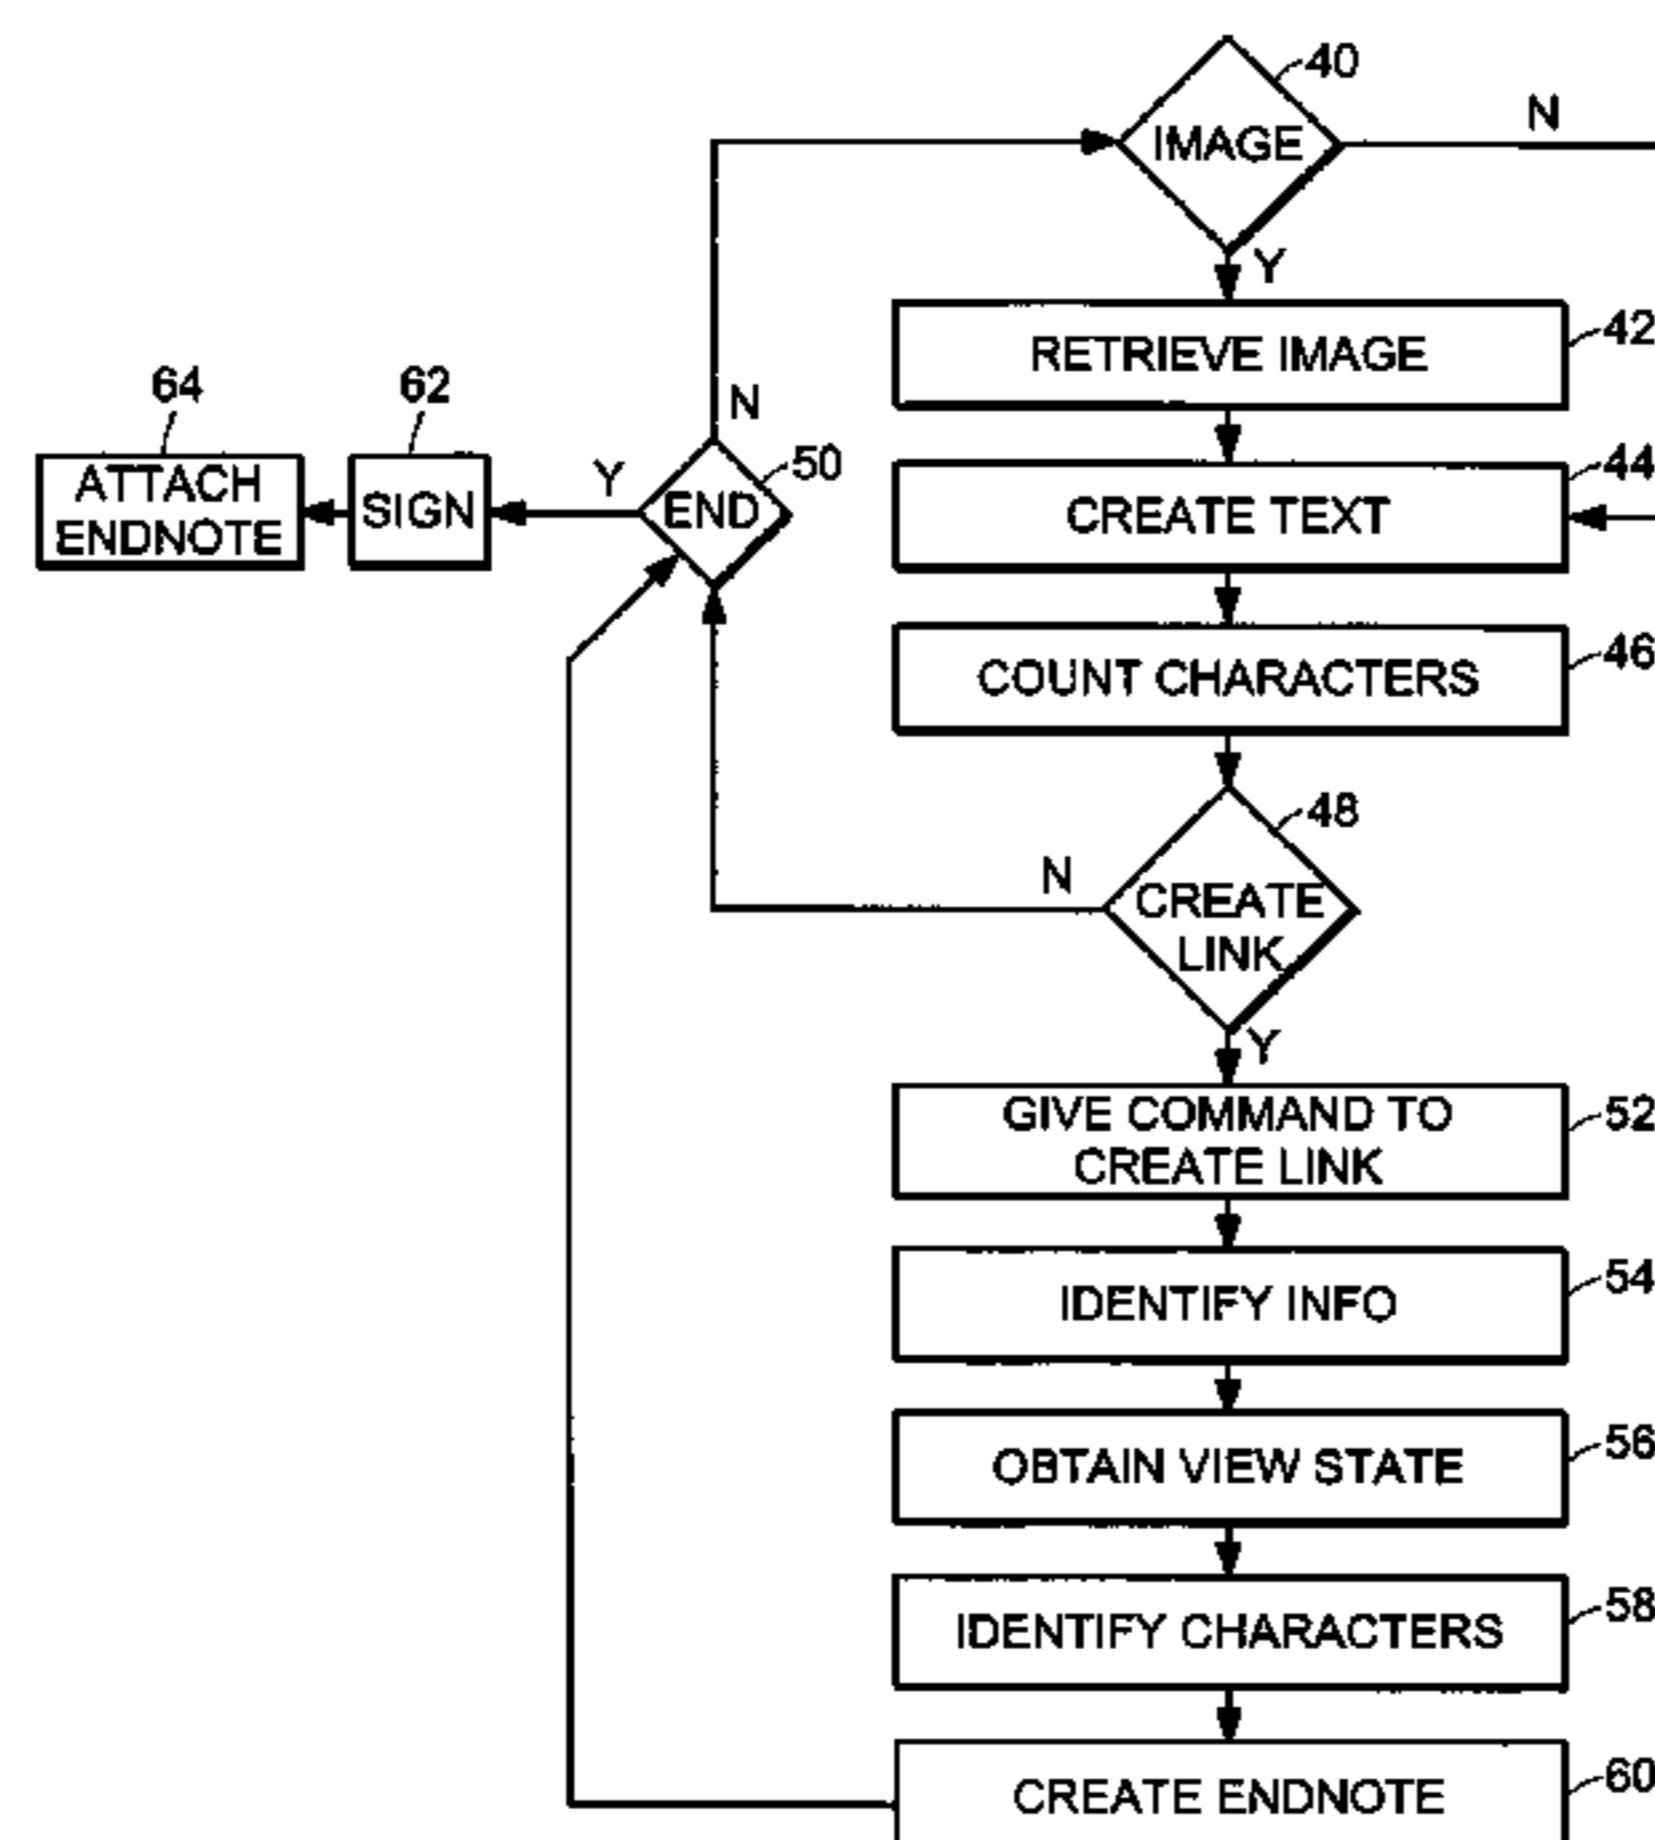 40
IMAGE
N
Y
RETRIEVE IMAGE
42
64
62
N
ATTACH
ENDNOTE
SIGN
Y
END
50
CREATE TEXT
44
COUNT CHARACTERS
46
48
N
CREATE
LINK
Y
GIVE COMMAND TO
CREATE LINK
52
IDENTIFY INFO
54
OBTAIN VIEW STATE
56
IDENTIFY CHARACTERS
58
CREATE ENDNOTE
60